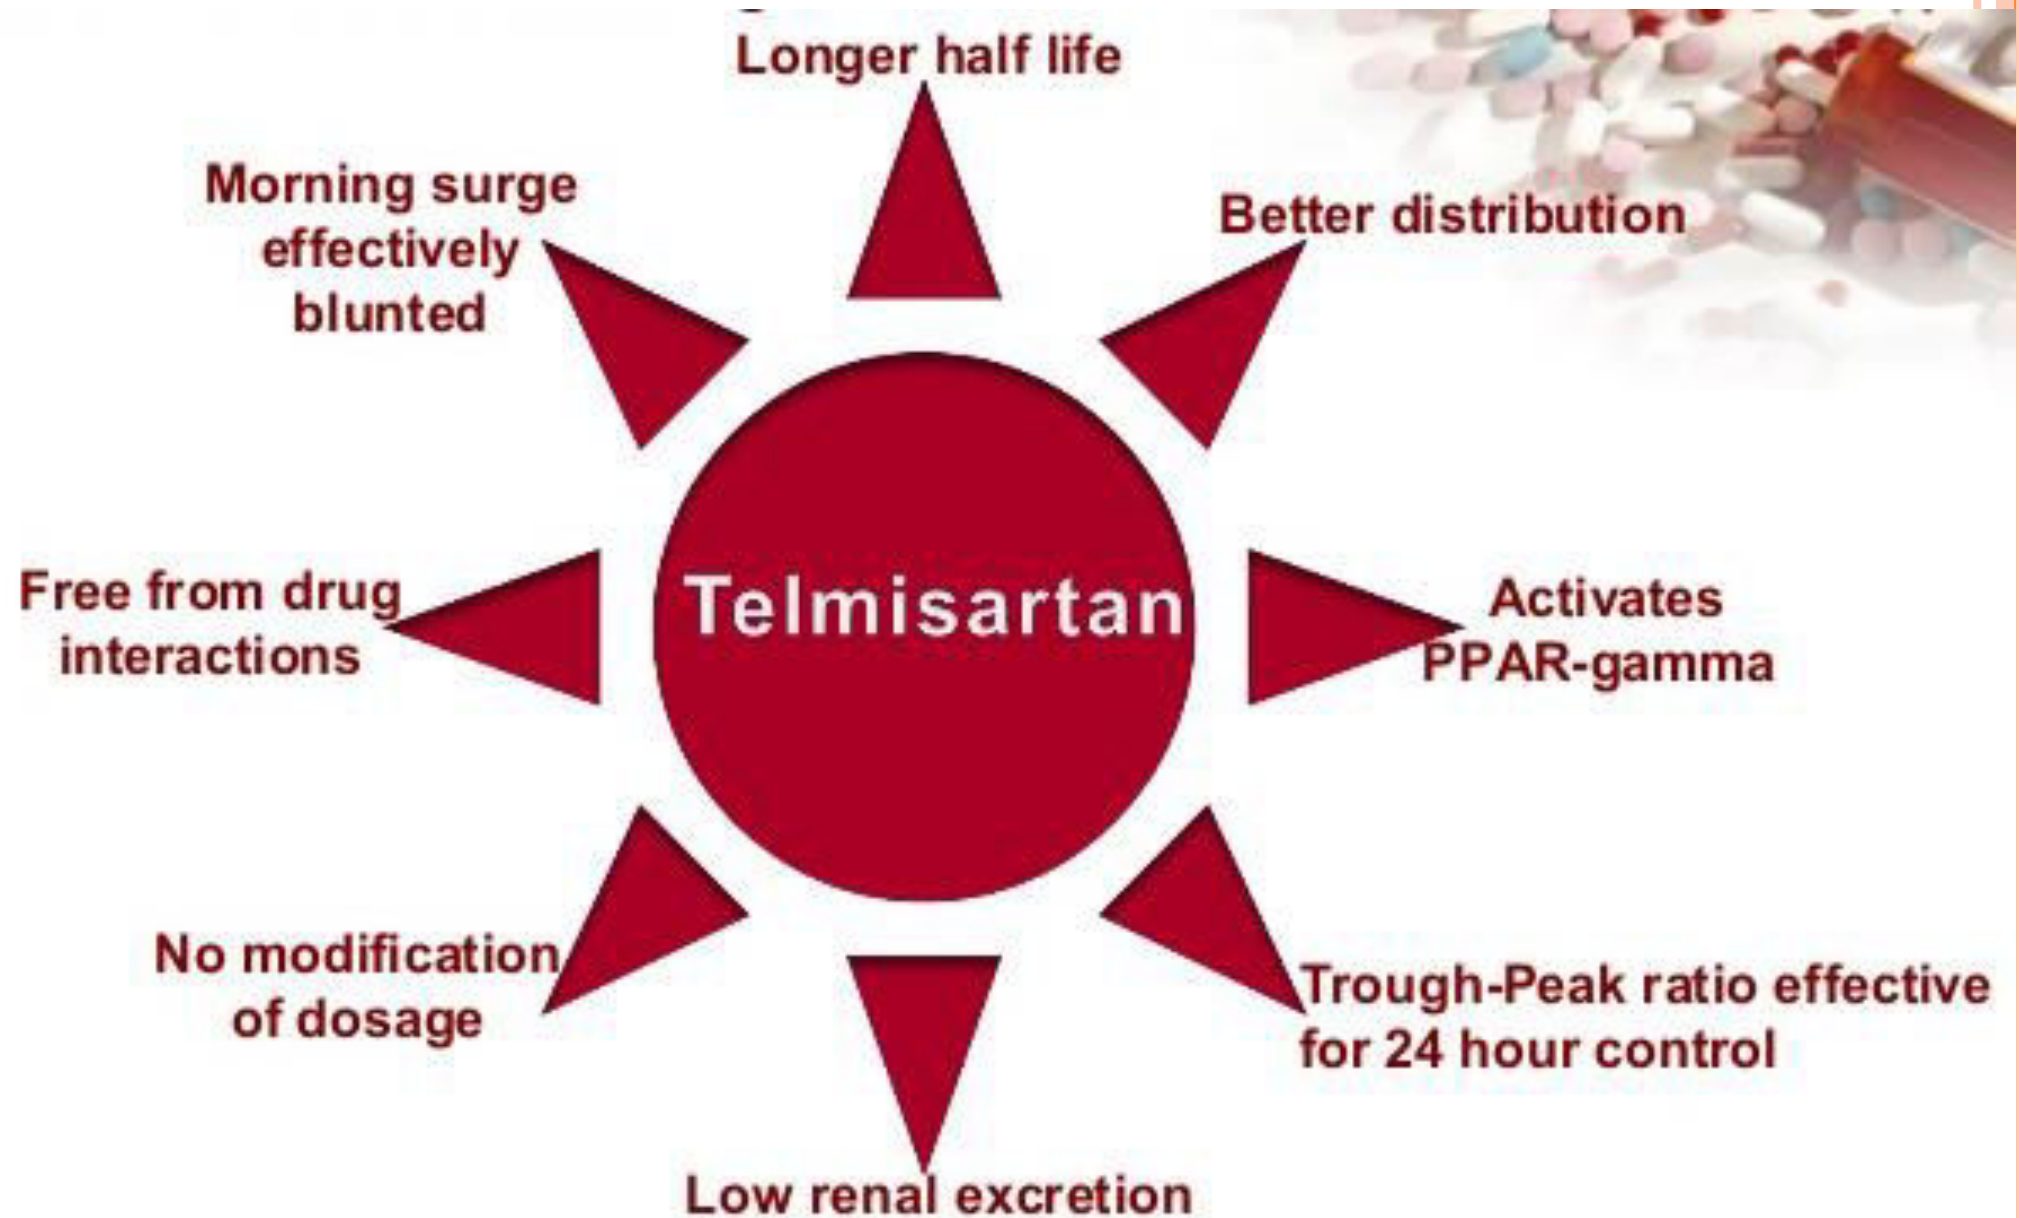 Longer half life
Better distribution
Activates
PPAR-gamma
Trough-Peak ratio effective
for 24 hour control
Low renal excretion
No modification
of dosage
Free from drug
interactions
Morning surge
effectively
blunted
Telmisartan